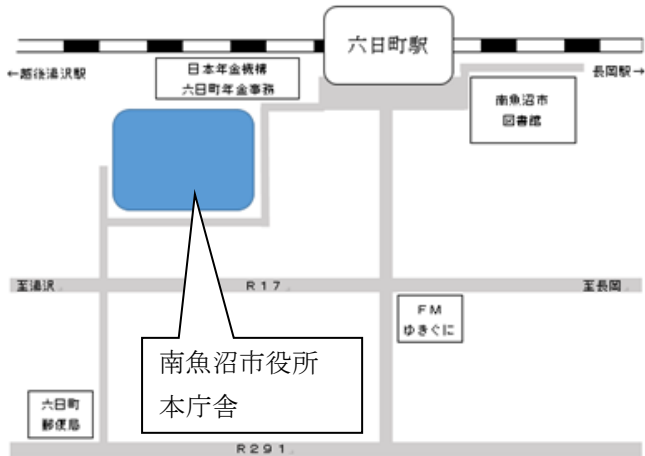 六日町駅
←越後湯沢駅
日本年金機構
六日町年金事務
長岡駅→
南魚沼市
図書館
至湯沢
R17
至長岡
FM
ゆきぐに
南魚沼市役所
本庁舎
六日町
郵便局
R291